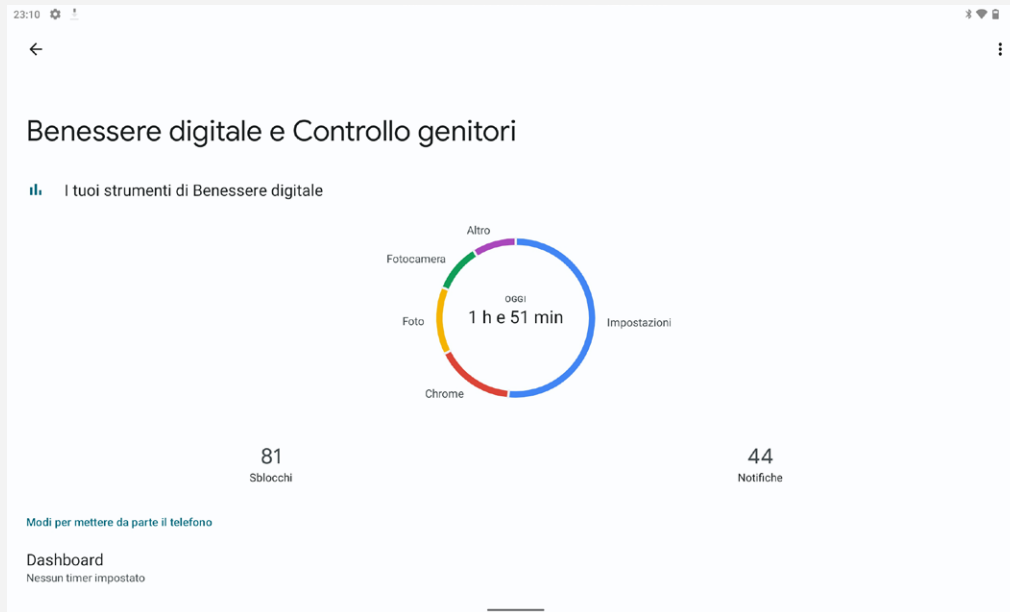 23:10
Benessere digitale e Controllo genitori
I tuoi strumenti di Benessere digitale
Altro
Fotocamera
OGGI
1 h e 51 min
Foto
Impostazioni
Chrome
81
Sblocchi
44
Notifiche
Modi per mettere da parte il telefono
Dashboard
Nessun timer impostato